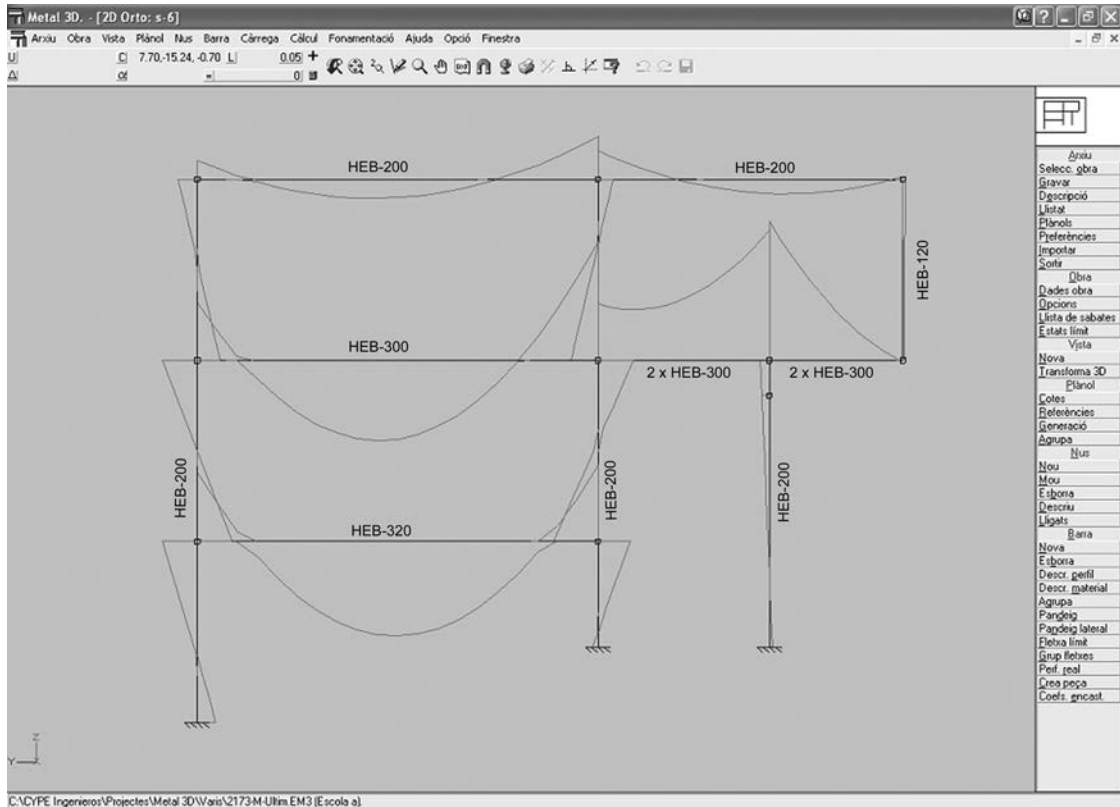 Metal 3D. - [2D Orto: s-6]
Arxiu Obra Vista Plànol Nus Barra Càrrega Càlcul Fonamentació Ajuda Opció Finestra
U C 7.70,-15.24, -0.70 L 0.05
Δ α = 0
HEB-200 HEB-200
HEB-120
HEB-300
2 x HEB-300 2 x HEB-300
HEB-200
HEB-200
HEB-200
HEB-320
Z
Y
Arxiu
Selecc. obra
Gravar
Descripció
Llistat
Plànols
Preferències
Importar
Sortir
Obra
Dades obra
Opcions
Llista de sabates
Estats límit
Vista
Nova
Transforma 3D
Plànol
Cotes
Referències
Generació
Agrupa
Nus
Nou
Mou
Esborra
Descriu
Lligats
Barra
Nova
Esborra
Descr. perfil
Descr. material
Agrupa
Pandeig
Pandeig lateral
Fletxa límit
Grup fletxes
Perf. real
Crea peça
Coefs. encast.
C:\CYPE Ingenieros\Projectes\Metal 3D\Varis\2173-M-Ultim.EM3 (Escola a).